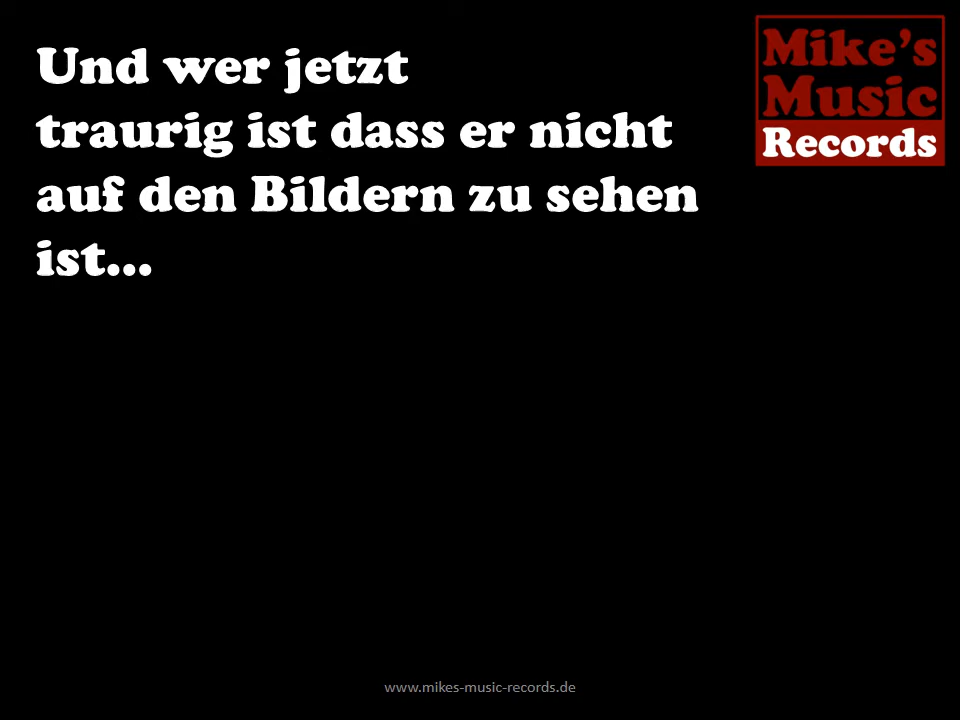 Und wer jetzt
traurig ist dass er nicht
auf den Bildern zu sehen
ist...
Mike's
Music
Records
www.mikes-music-records.de